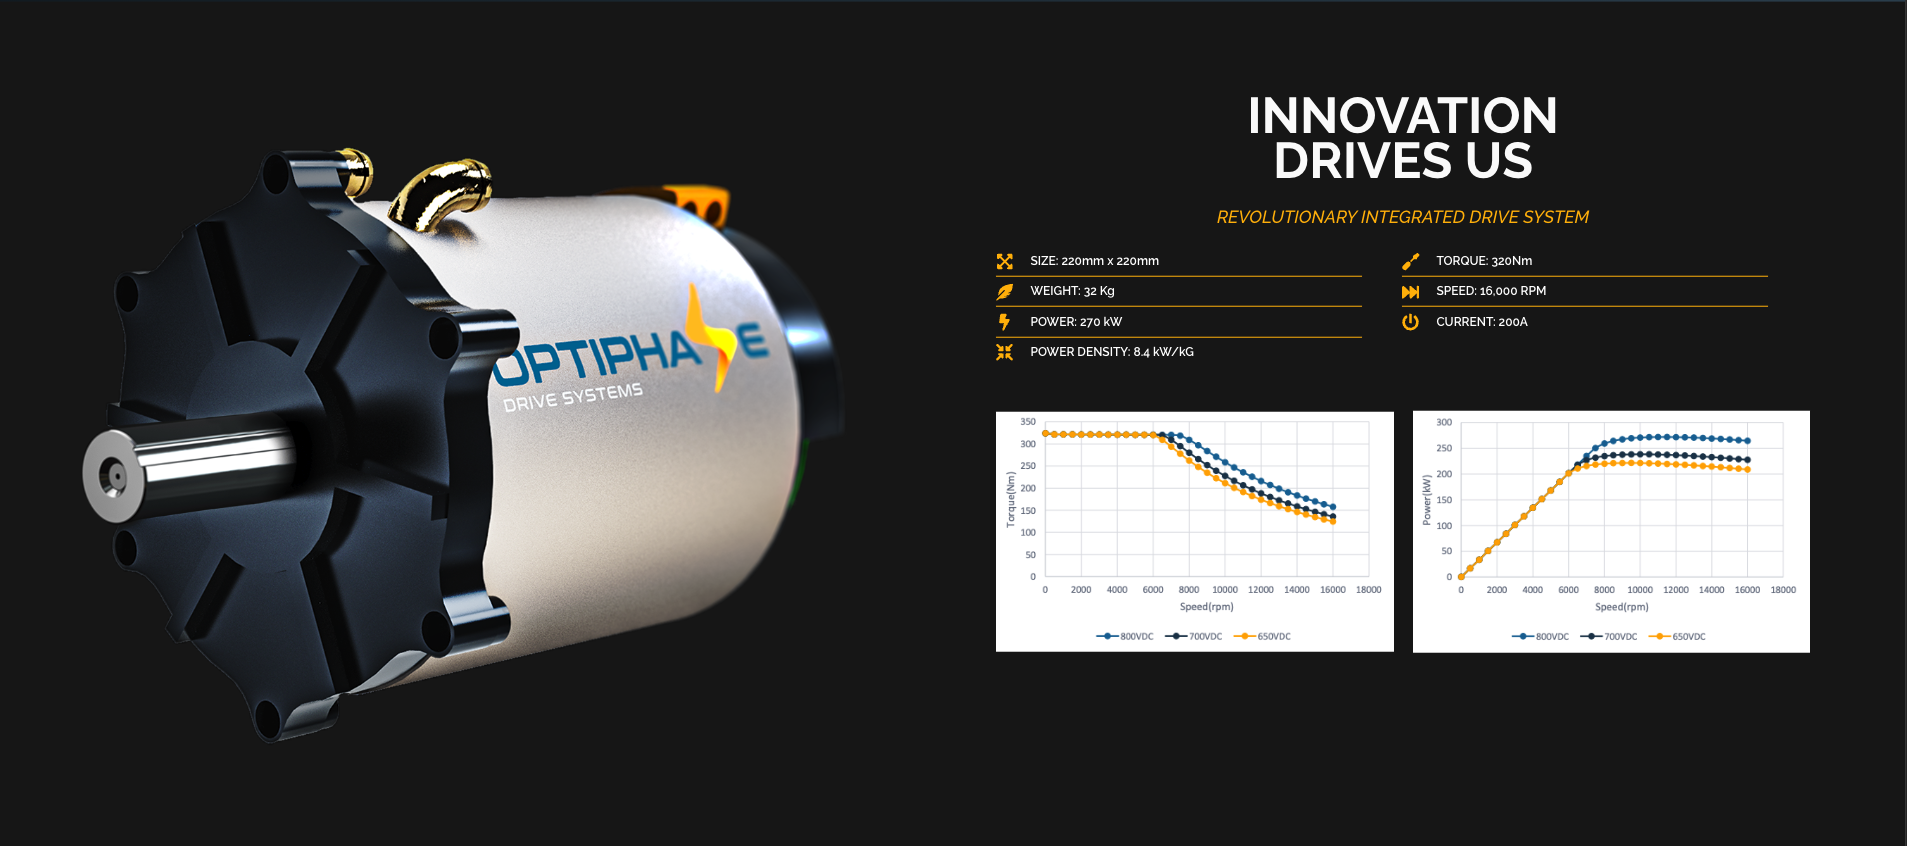 INNOVATION
DRIVES US
REVOLUTIONARY INTEGRATED DRIVE SYSTEM
SIZE: 220mm x 220mm
WEIGHT: 32 Kg
POWER: 270 kW
POWER DENSITY: 8.4 kW/kG
TORQUE: 320Nm
SPEED: 16,000 RPM
CURRENT: 200A
OPTIPHASE
DRIVE SYSTEMS
350
300
250
200
150
100
50
0
Torque(Nm)
0 2000 4000 6000 8000 10000 12000 14000 16000 18000
Speed(rpm)
800VDC 700VDC 650VDC
300
250
200
150
100
50
0
Power(kW)
0 2000 4000 6000 8000 10000 12000 14000 16000 18000
Speed(rpm)
800VDC 700VDC 650VDC